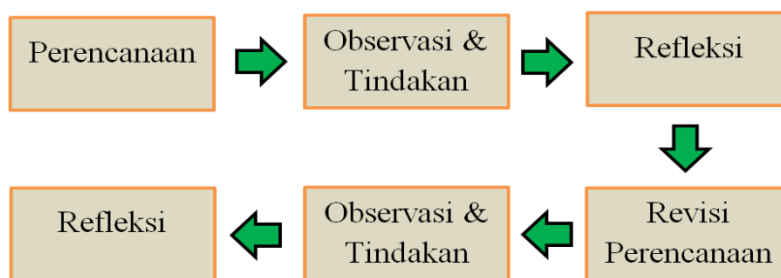 Perencanaan
Observasi &
Tindakan
Refleksi
Revisi
Perencanaan
Observasi &
Tindakan
Refleksi